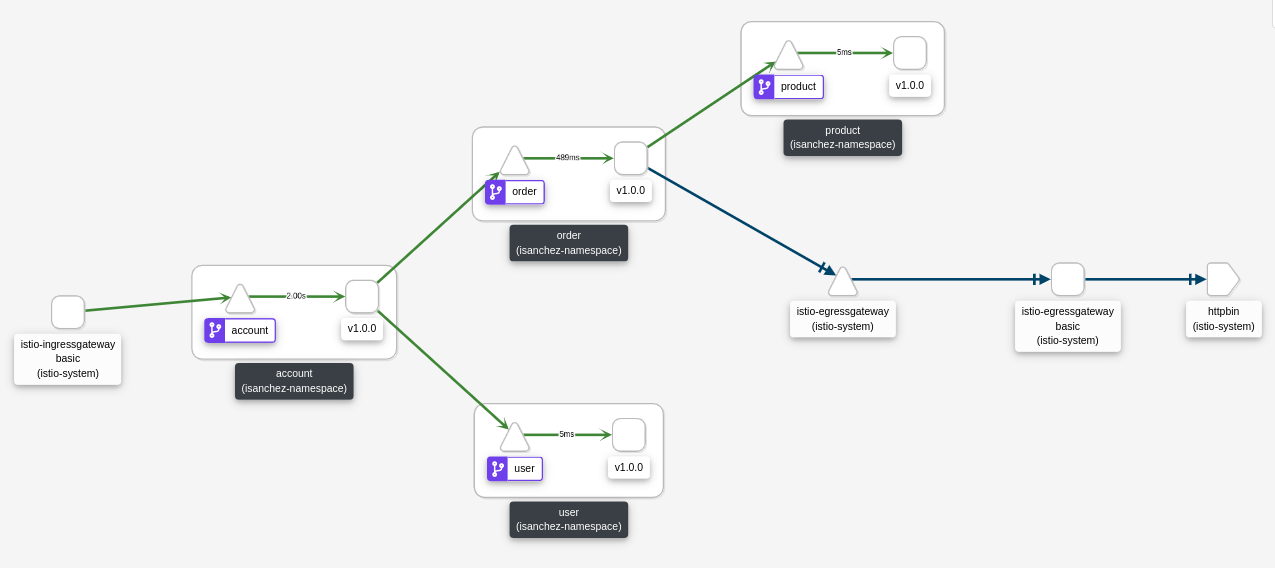 5ms
product
v1.0.0
product
(isanchez-namespace)
489ms
order
v1.0.0
order
(isanchez-namespace)
2.00s
account
v1.0.0
account
(isanchez-namespace)
istio-ingressgateway
basic
(istio-system)
istio-egressgateway
(istio-system)
istio-egressgateway
basic
(istio-system)
httpbin
(istio-system)
5ms
user
v1.0.0
user
(isanchez-namespace)